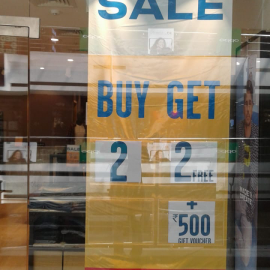 SALE
BUY GET
2 2 FREE
+
₹500
GIFT VOUCHER